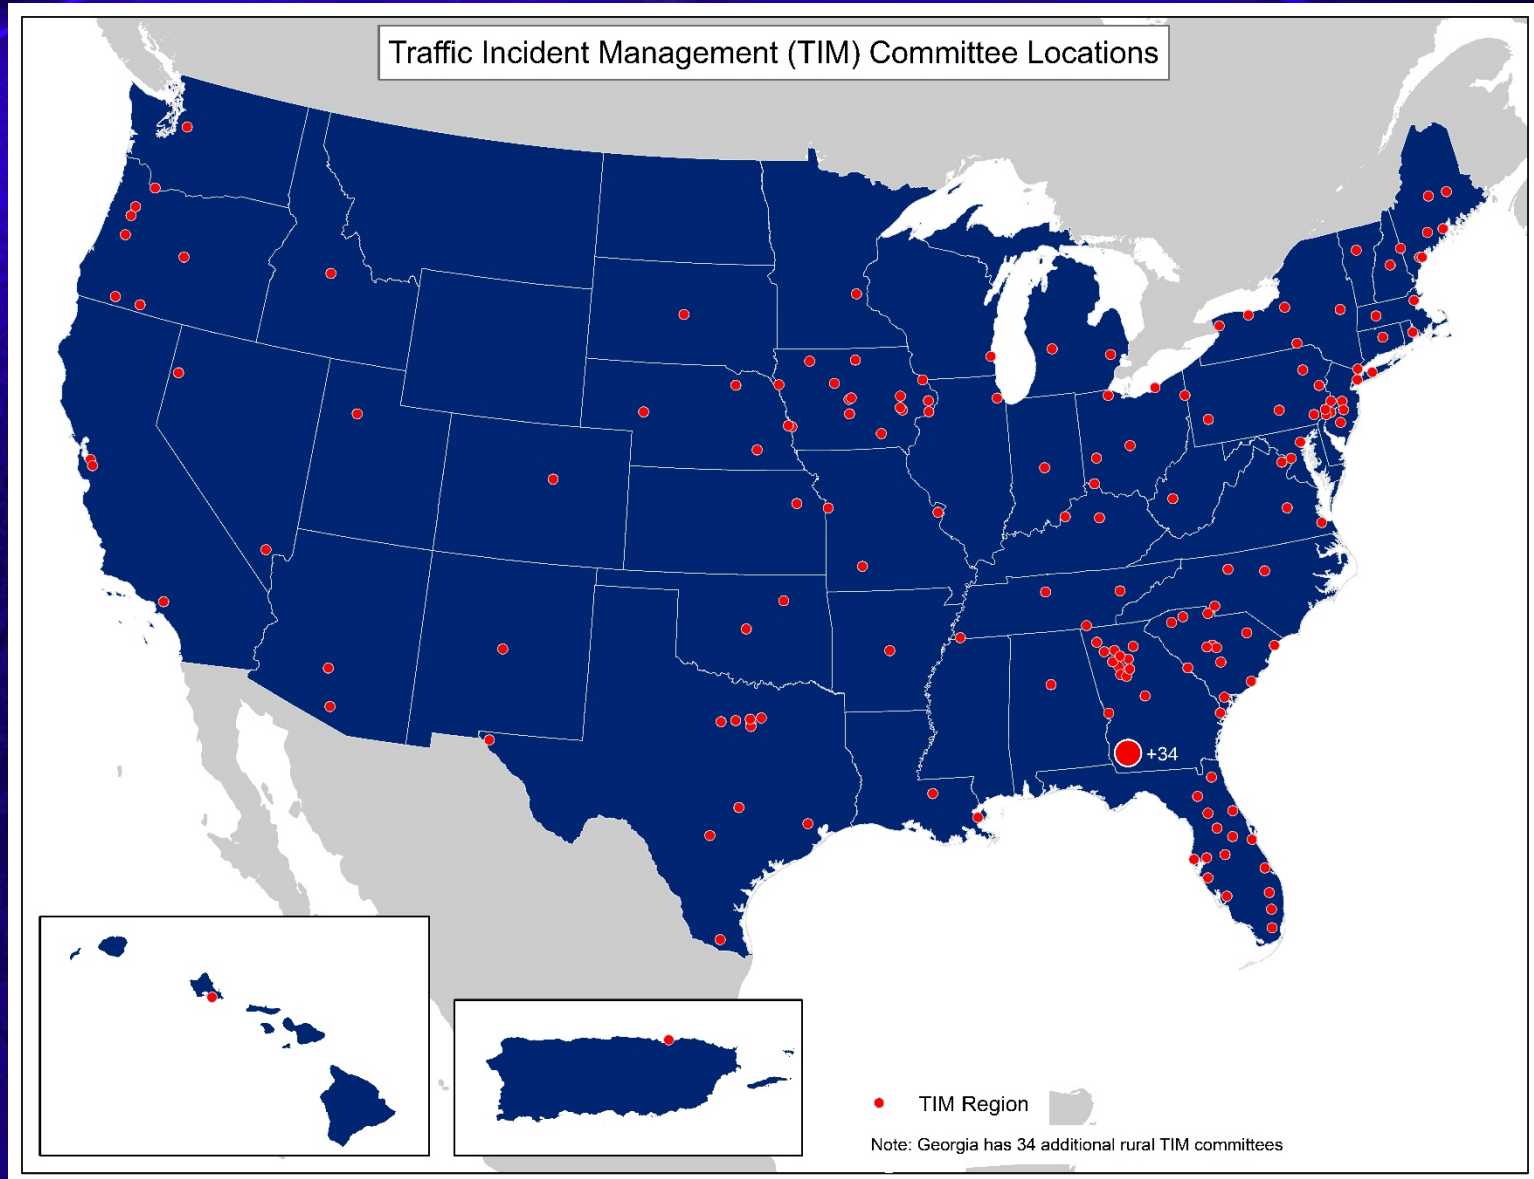 Traffic Incident Management (TIM) Committee Locations
+34
TIM Region
Note: Georgia has 34 additional rural TIM committees